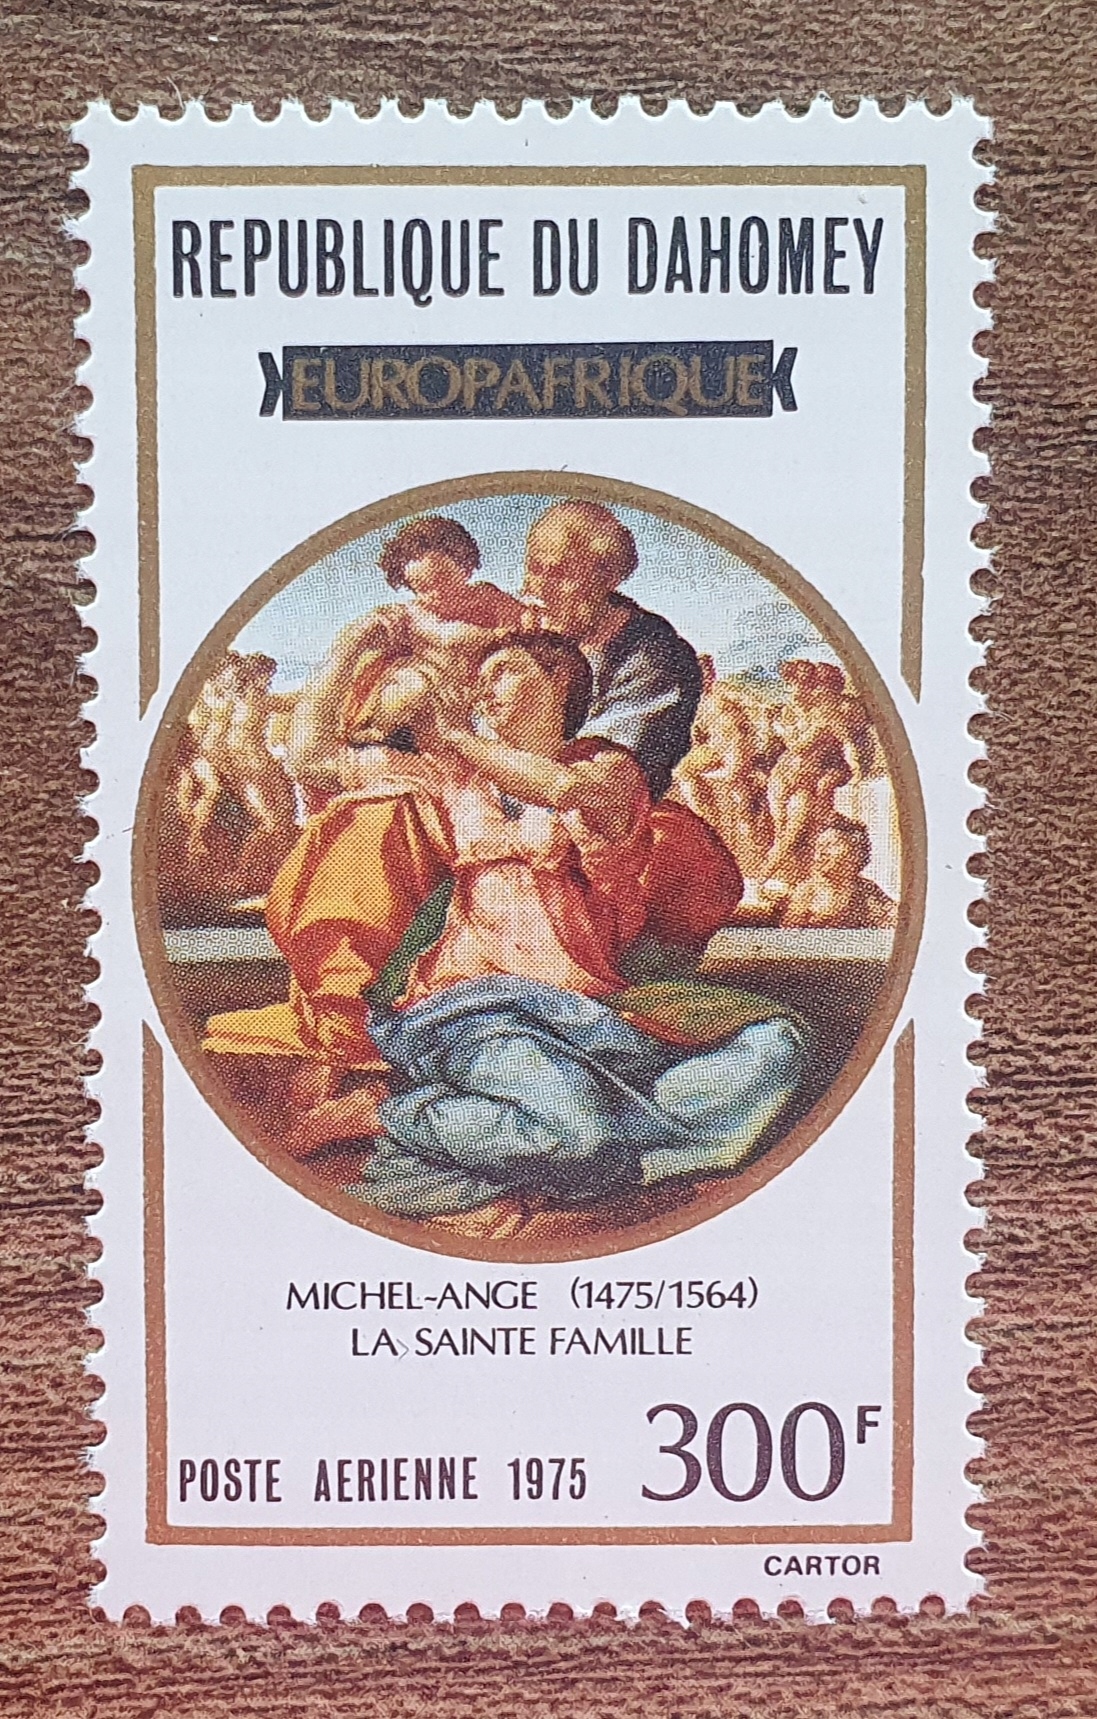 REPUBLIQUE DU DAHOMEY
EUROPAFRIQUE
MICHEL-ANGE (1475/1564)
LA SAINTE FAMILLE
300F
POSTE AERIENNE 1975
CARTOR